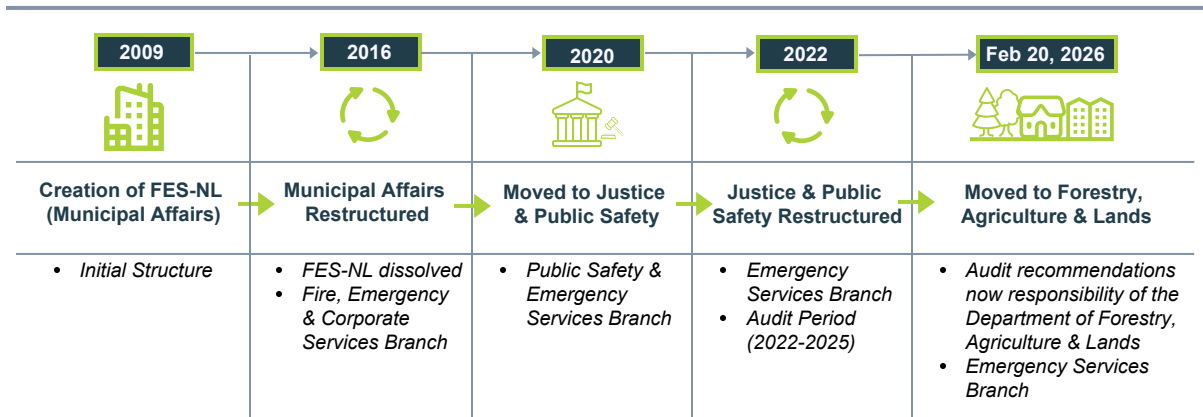 2009
2016
2020
2022
Feb 20, 2026
Creation of FES-NL
(Municipal Affairs)
Municipal Affairs
Restructured
Moved to Justice
& Public Safety
Justice & Public
Safety Restructured
Moved to Forestry,
Agriculture & Lands
• Initial Structure
• FES-NL dissolved
• Fire, Emergency
& Corporate
Services Branch
• Public Safety &
Emergency
Services Branch
• Emergency
Services Branch
• Audit Period
(2022-2025)
• Audit recommendations
now responsibility of the
Department of Forestry,
Agriculture & Lands
• Emergency Services
Branch